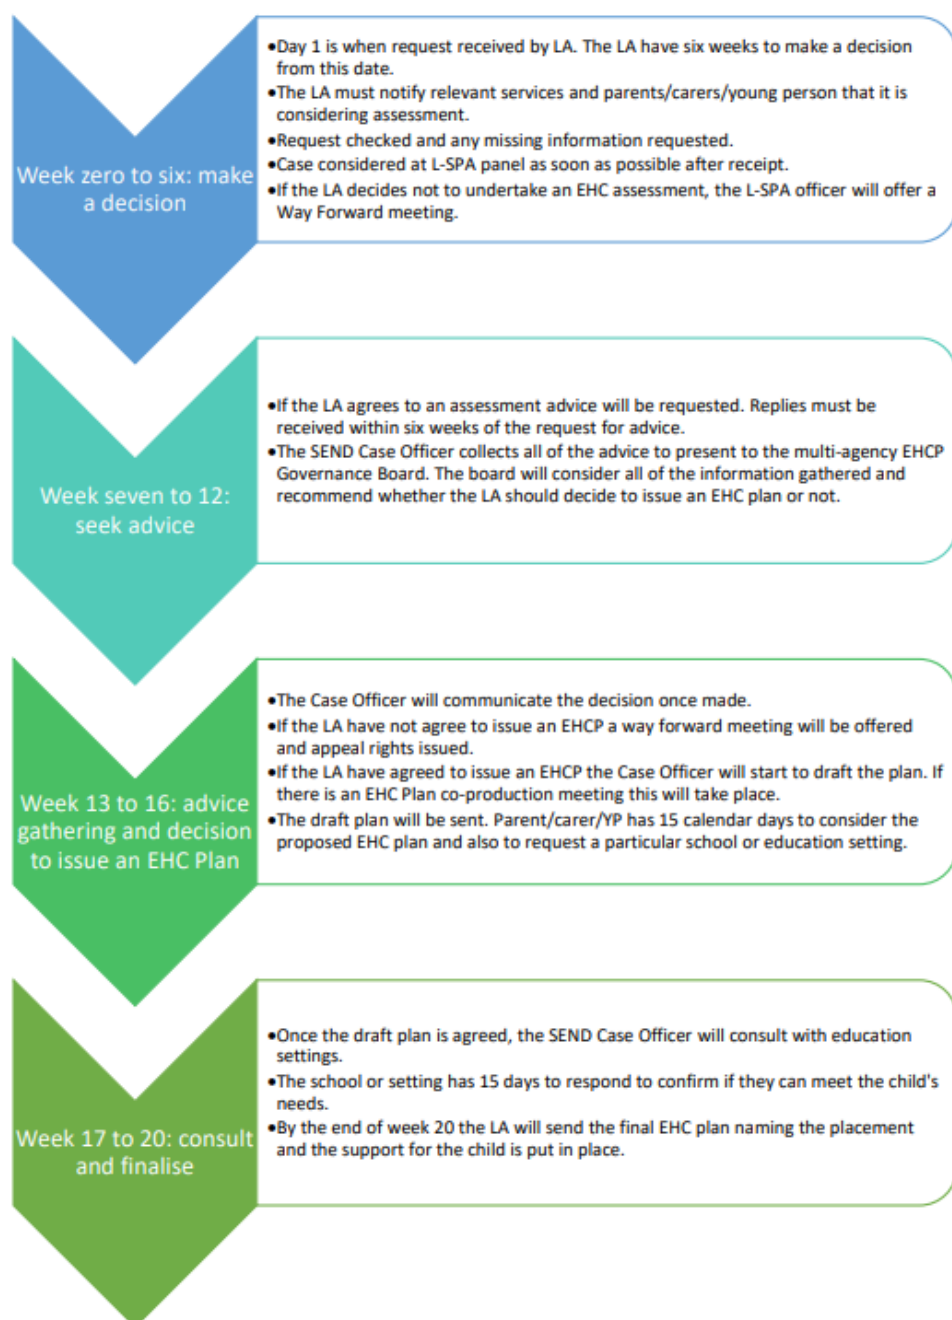 Week zero to six: make
a decision
•Day 1 is when request received by LA. The LA have six weeks to make a decision
from this date.
•The LA must notify relevant services and parents/carers/young person that it is
considering assessment.
•Request checked and any missing information requested.
•Case considered at L-SPA panel as soon as possible after receipt.
•If the LA decides not to undertake an EHC assessment, the L-SPA officer will offer a
Way Forward meeting.
Week seven to 12:
seek advice
•If the LA agrees to an assessment advice will be requested. Replies must be
received within six weeks of the request for advice.
•The SEND Case Officer collects all of the advice to present to the multi-agency EHCP
Governance Board. The board will consider all of the information gathered and
recommend whether the LA should decide to issue an EHC plan or not.
Week 13 to 16: advice
gathering and decision
to issue an EHC Plan
•The Case Officer will communicate the decision once made.
•If the LA have not agree to issue an EHCP a way forward meeting will be offered
and appeal rights issued.
•If the LA have agreed to issue an EHCP the Case Officer will start to draft the plan. If
there is an EHC Plan co-production meeting this will take place.
•The draft plan will be sent. Parent/carer/YP has 15 calendar days to consider the
proposed EHC plan and also to request a particular school or education setting.
Week 17 to 20: consult
and finalise
•Once the draft plan is agreed, the SEND Case Officer will consult with education
settings.
•The school or setting has 15 days to respond to confirm if they can meet the child's
needs.
•By the end of week 20 the LA will send the final EHC plan naming the placement
and the support for the child is put in place.